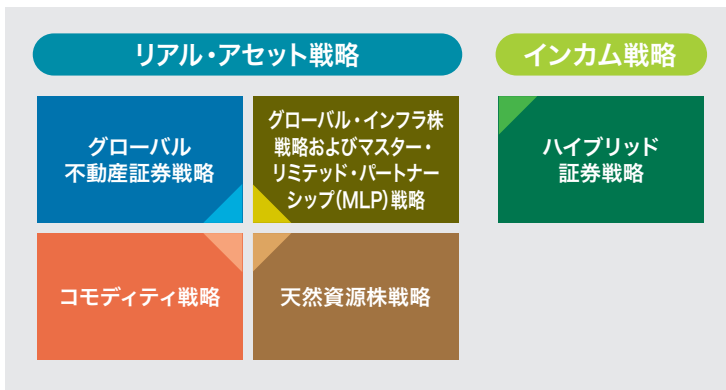 リアル・アセット戦略
インカム戦略
グローバル
不動産証券戦略
グローバル・インフラ株
戦略およびマスター・
リミテッド・パートナー
シップ(MLP)戦略
ハイブリッド
証券戦略
コモディティ戦略
天然資源株戦略